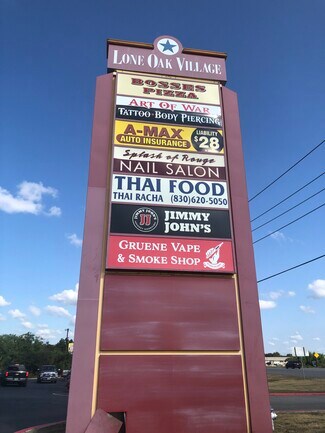 LONE OAK VILLAGE
BOSSES
PIZZA
ART OF WAR
TATTOO · BODY PIERCING
A-MAX
AUTO INSURANCE
LIABILITY
$28
Splash of Rouge
NAIL SALON
THAI FOOD
THAI RACHA (830)620-5050
JJ
JIMMY
JOHN'S
GRUENE VAPE
& SMOKE SHOP